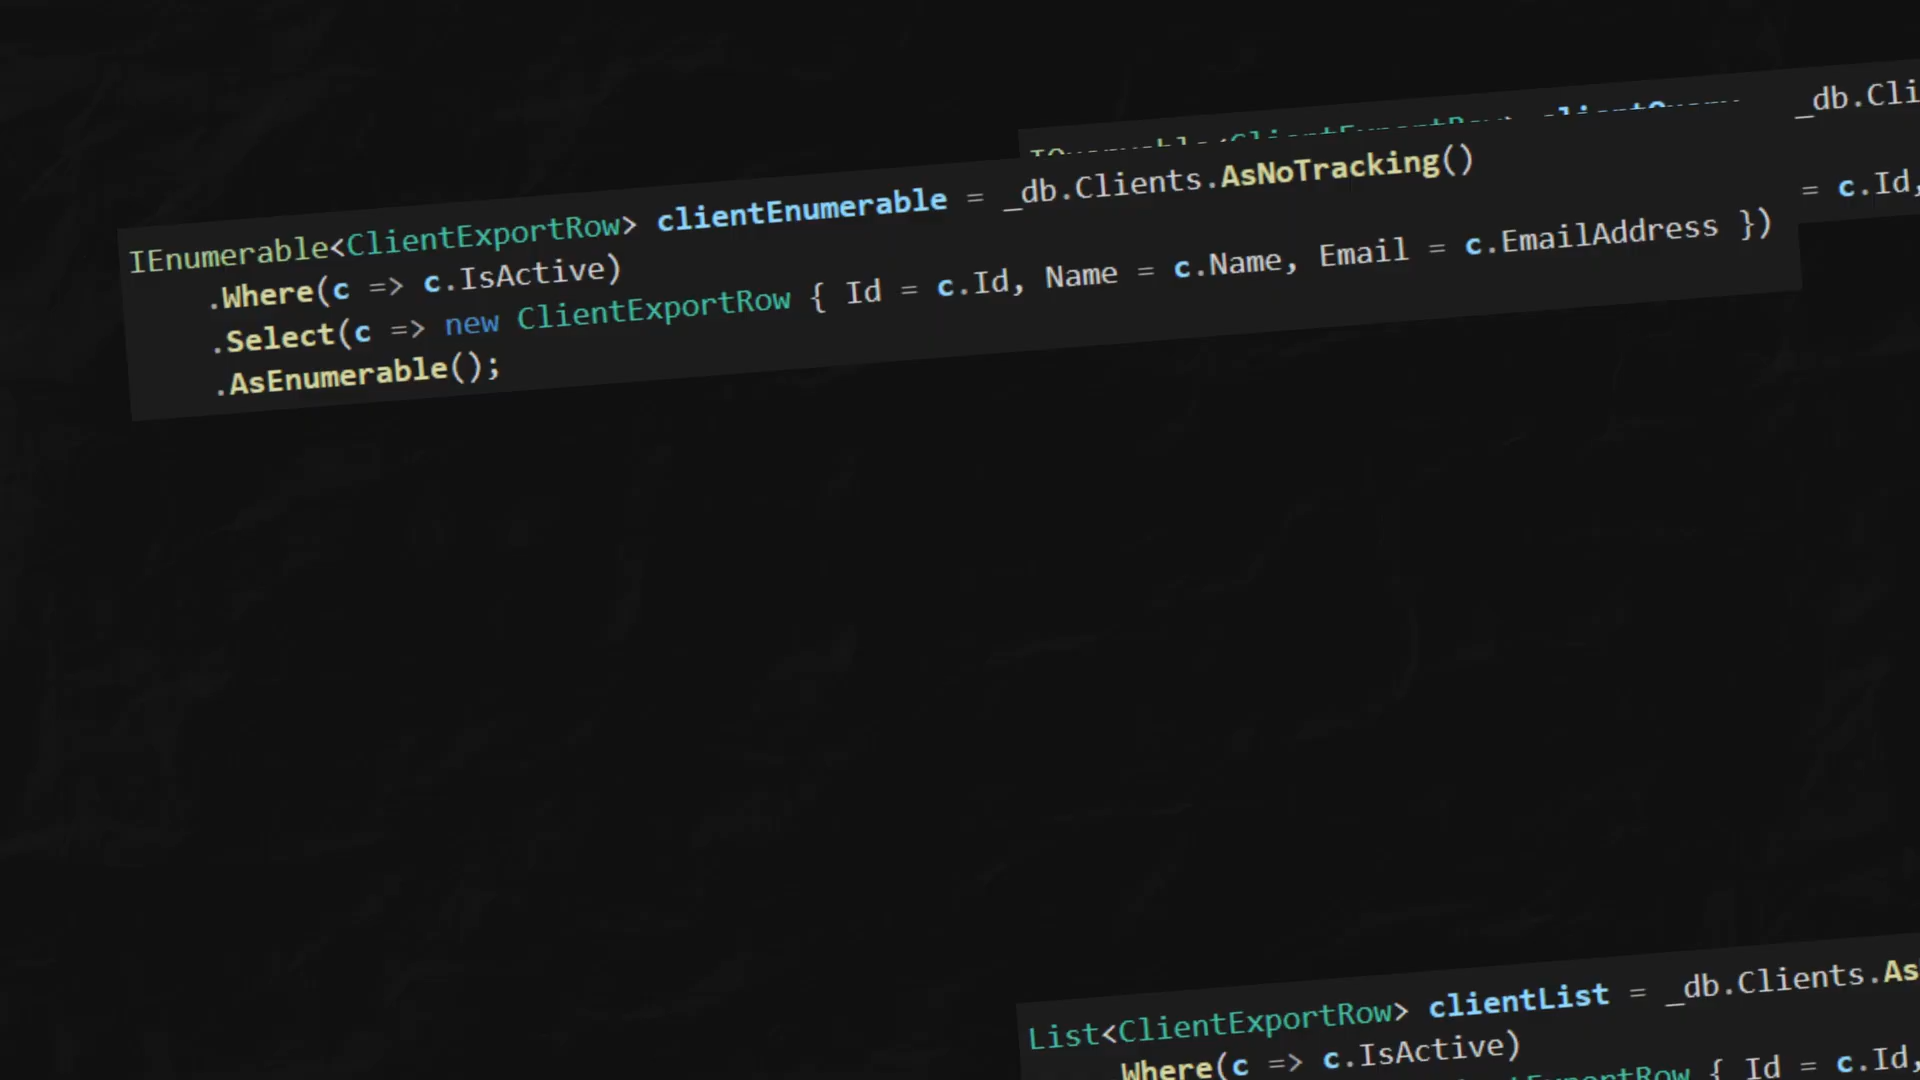 IEnumerable<ClientExportRow> clientEnumerable = _db.Clients.AsNoTracking()
.Where(c => c.IsActive)
.Select(c => new ClientExportRow { Id = c.Id, Name = c.Name, Email = c.EmailAddress })
.AsEnumerable();
_db.Cli
= c.Id,
List<ClientExportRow> clientList = _db.Clients.As
Where(c => c.IsActive)
{ Id = c.Id,